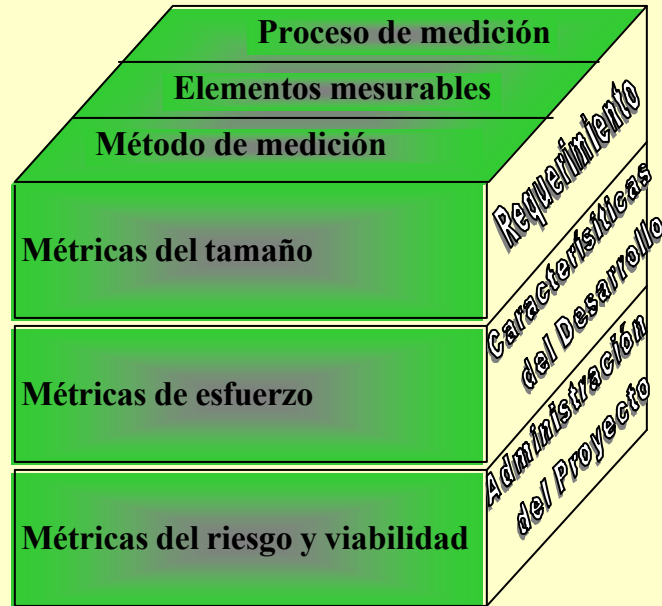 Proceso de medición
Elementos mesurables
Método de medición
Métricas del tamaño
Métricas de esfuerzo
Métricas del riesgo y viabilidad
Requerimiento
Caracterísiticas
del Desarrollo
Administración
del Proyecto